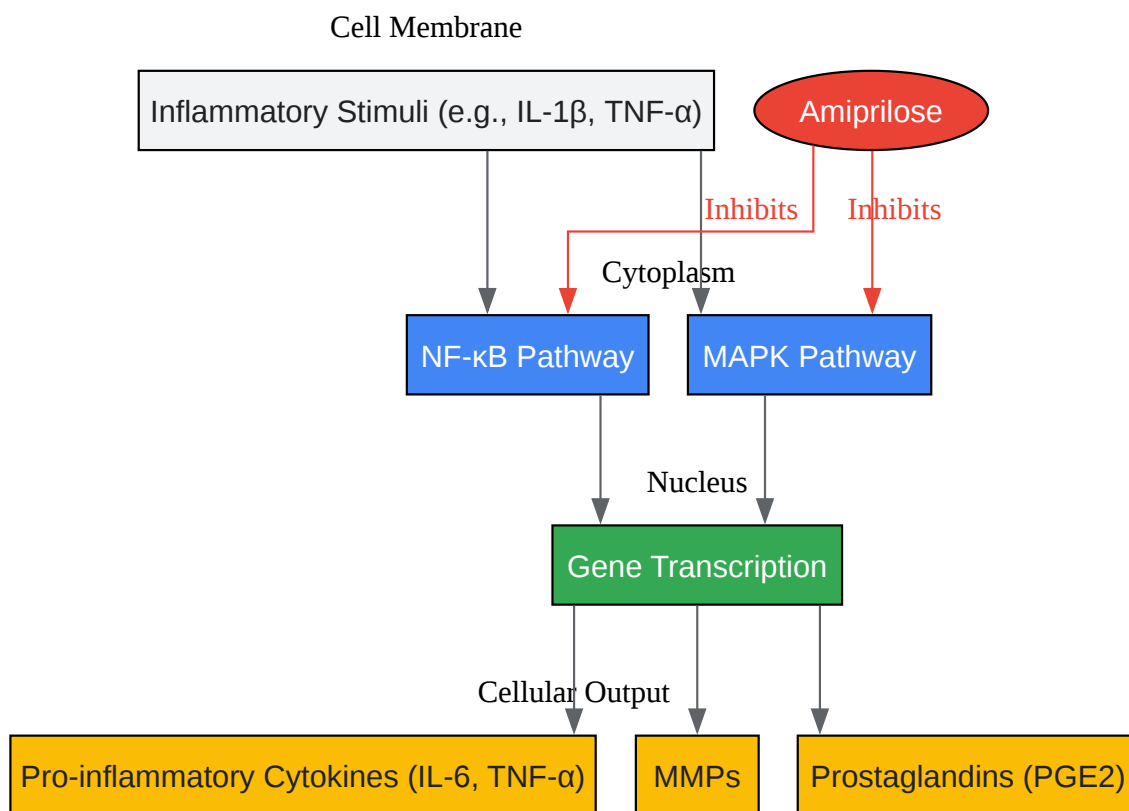 Cell Membrane
Inflammatory Stimuli (e.g., IL-1β, TNF-α)
Amiprilose
Inhibits
Inhibits
Cytoplasm
NF-κB Pathway
MAPK Pathway
Nucleus
Gene Transcription
Cellular Output
Pro-inflammatory Cytokines (IL-6, TNF-α)
MMPs
Prostaglandins (PGE2)